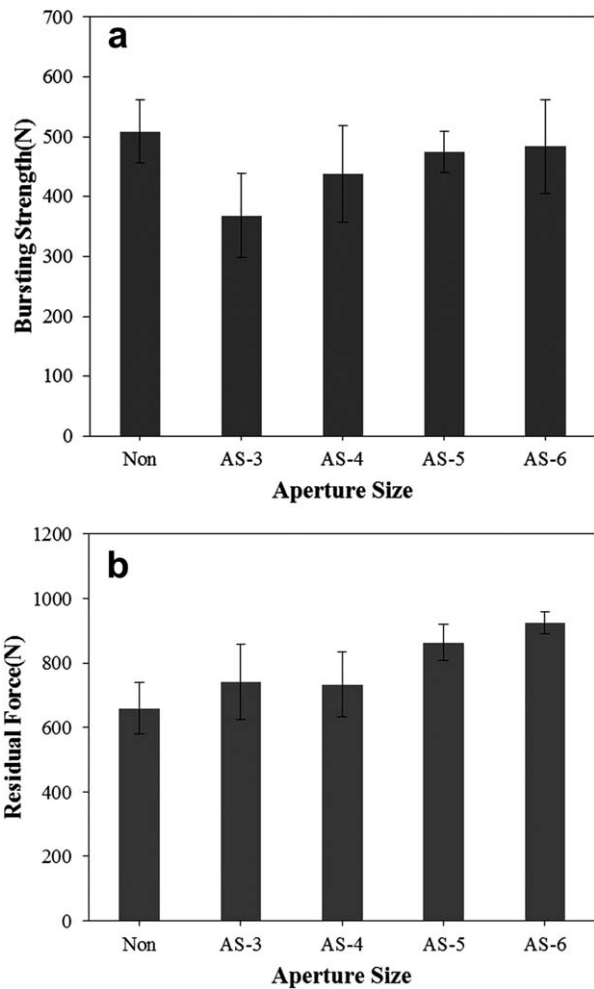 a
700
600
500
400
300
200
100
0
Bursting Strength(N)
Non AS-3 AS-4 AS-5 AS-6
Aperture Size
b
1200
1000
800
600
400
200
0
Residual Force(N)
Non AS-3 AS-4 AS-5 AS-6
Aperture Size